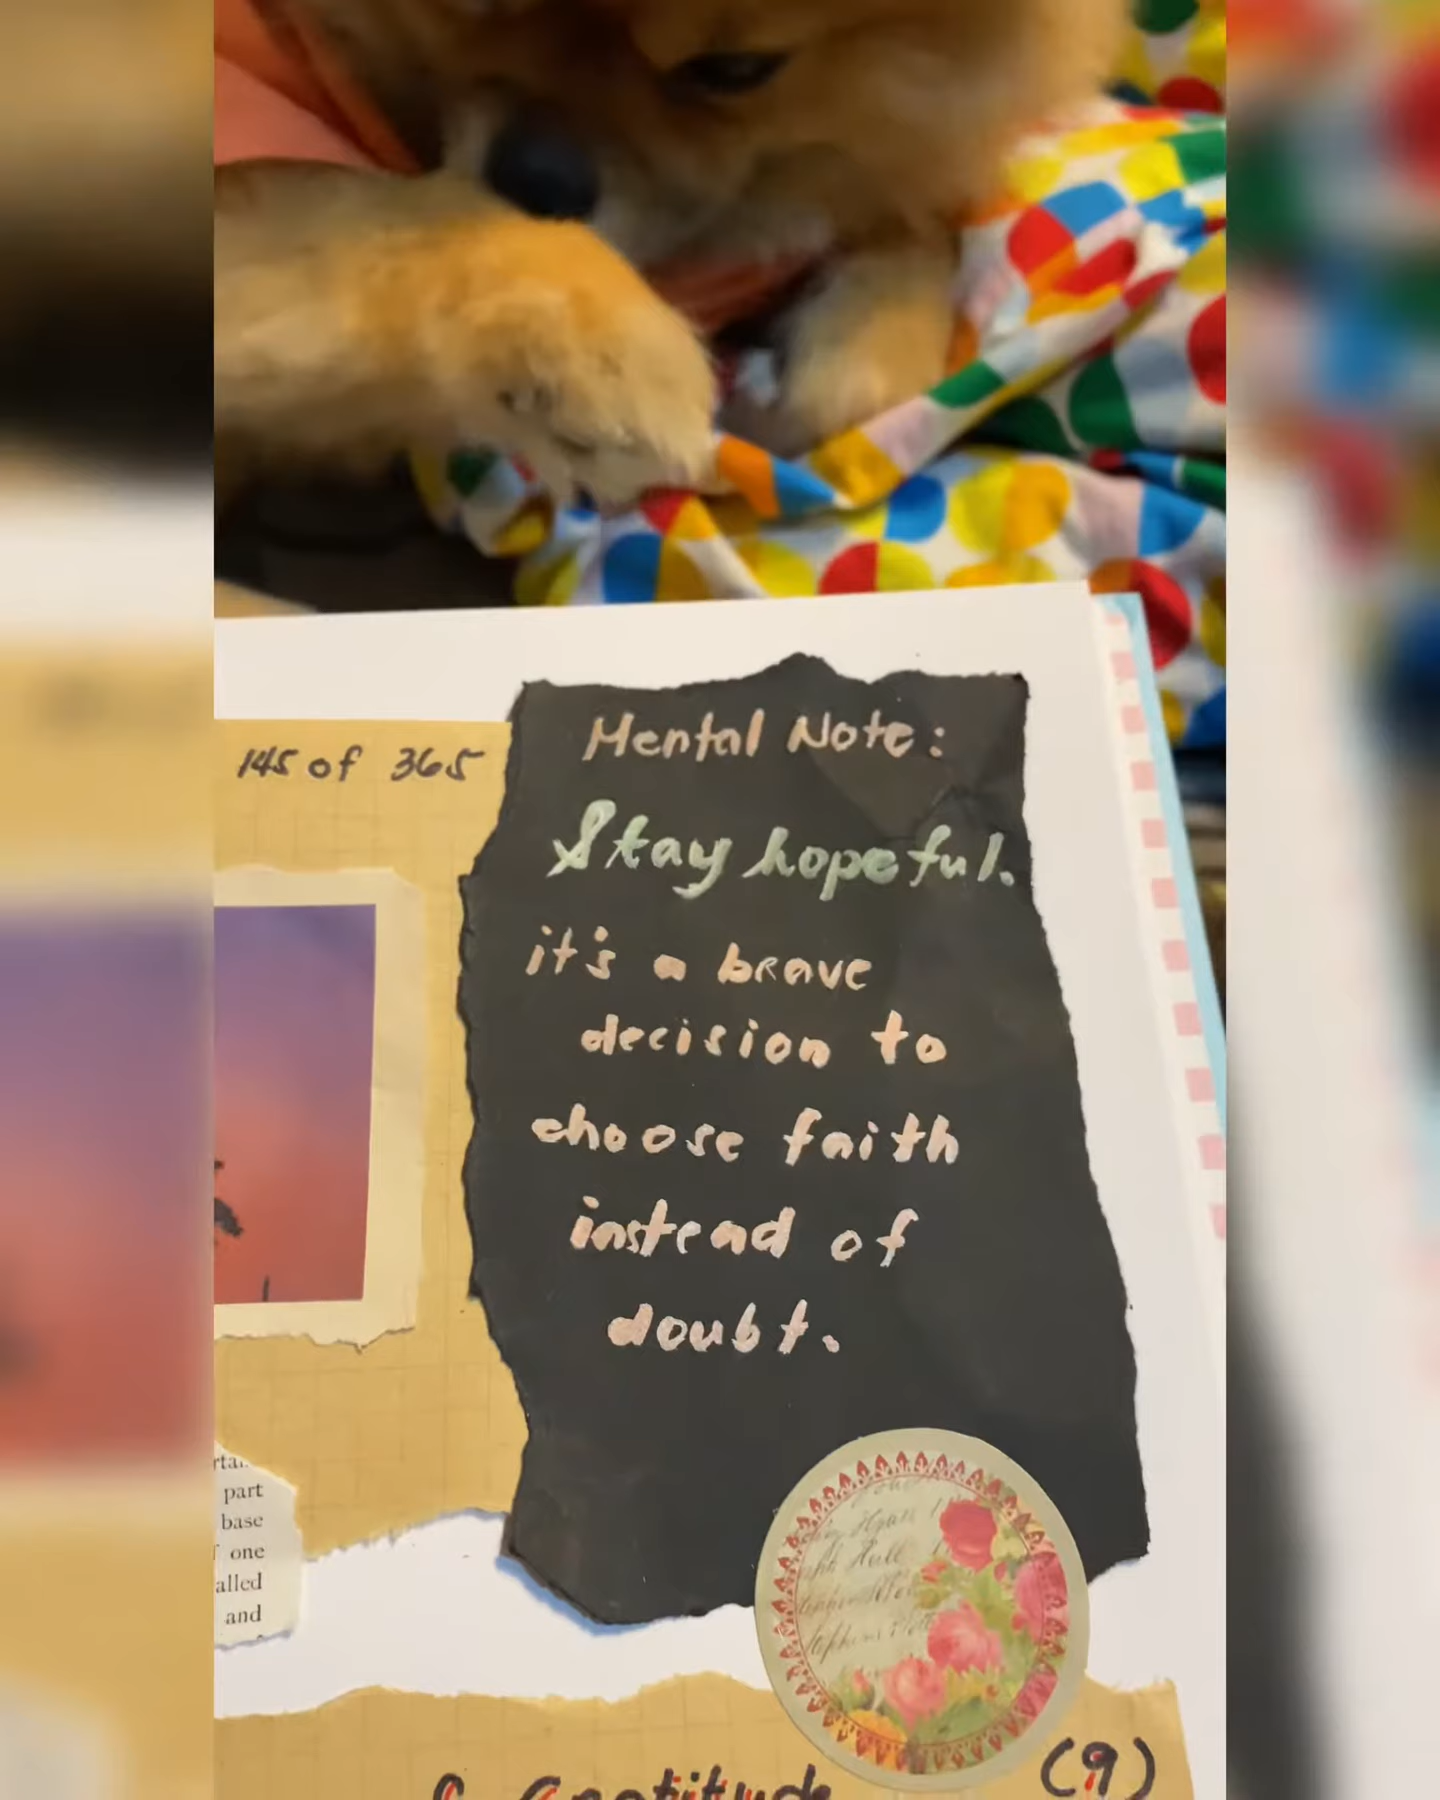 145 of 365
Mental Note:
Stay hopeful.
it's a brave
decision to
choose faith
instead of
doubt.
part
base
one
alled
and
(9)
Gratitude